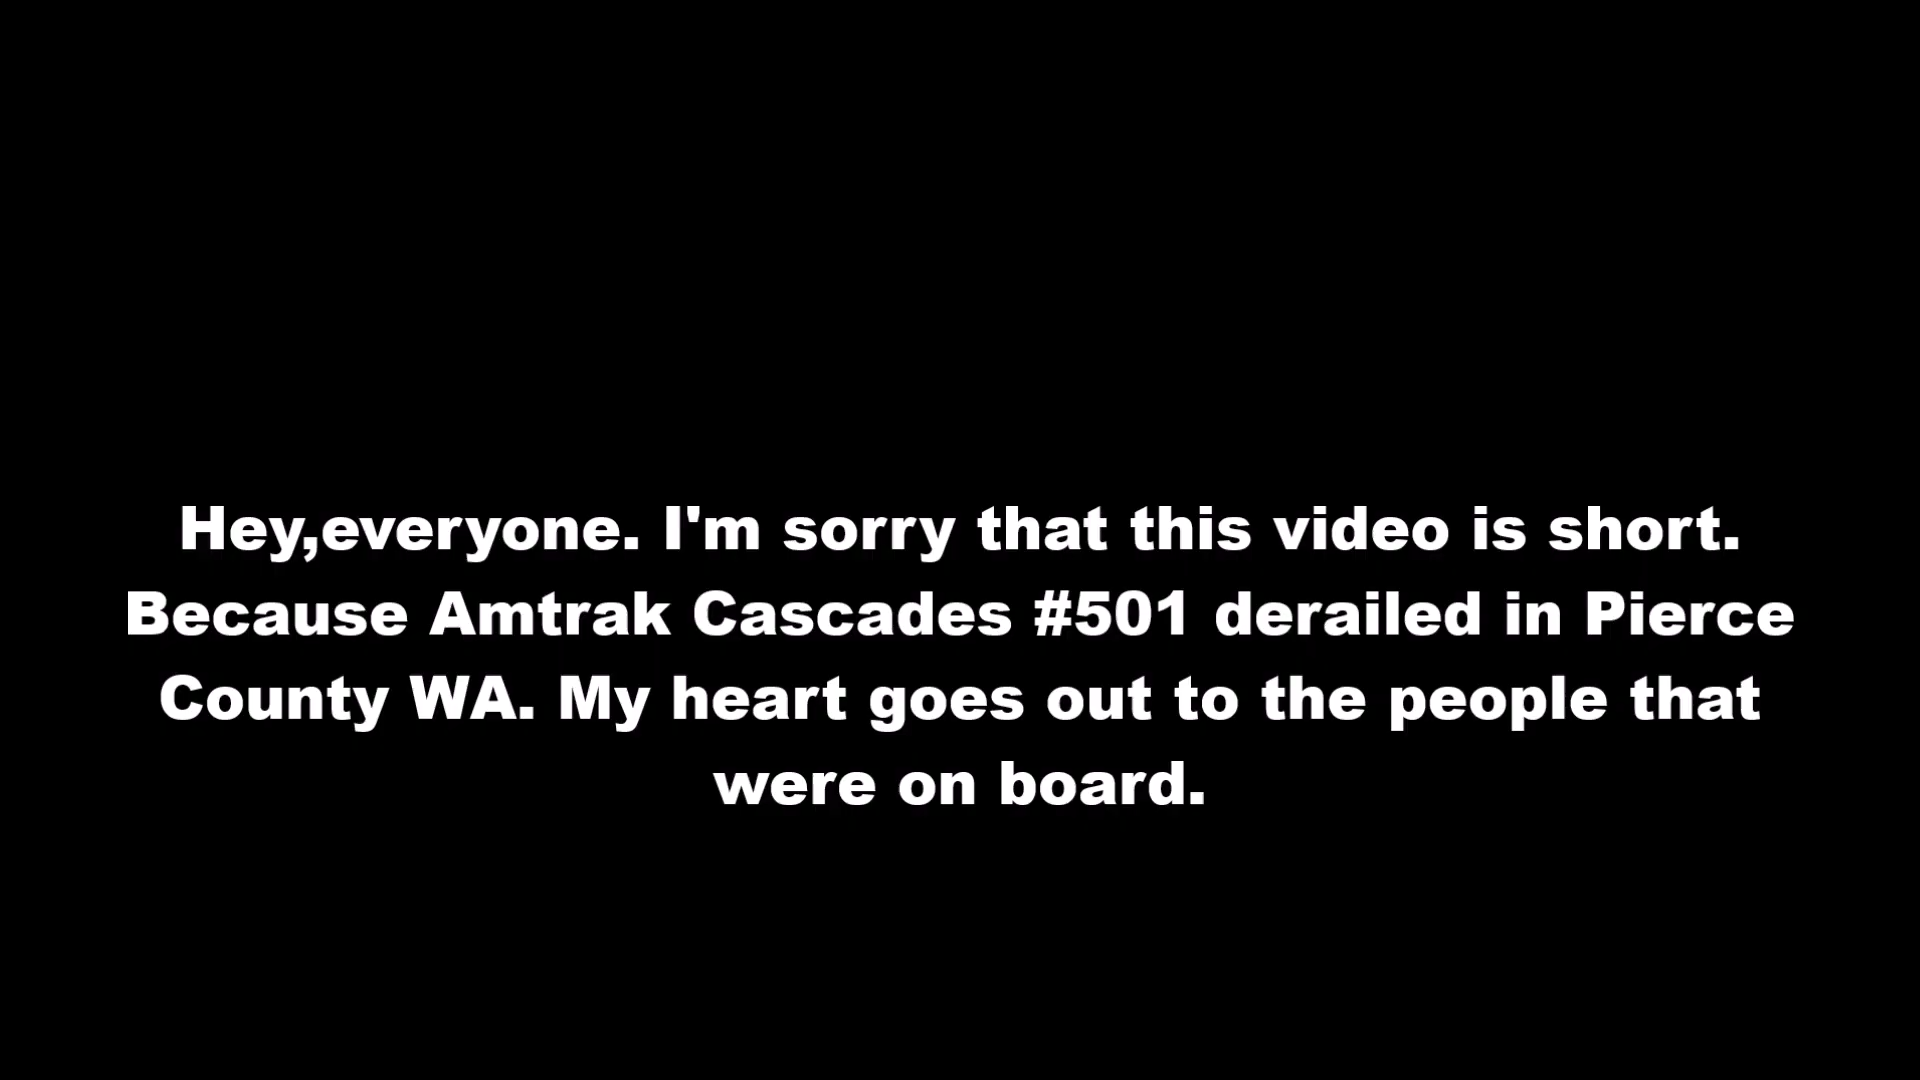 Hey,everyone. I'm sorry that this video is short.
Because Amtrak Cascades #501 derailed in Pierce
County WA. My heart goes out to the people that
were on board.